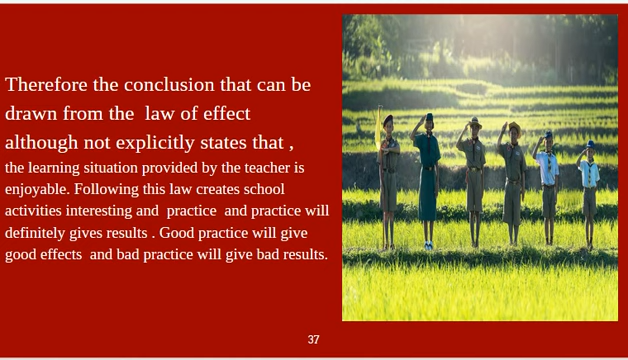 Therefore the conclusion that can be
drawn from the  law of effect
although not explicitly states that ,
the learning situation provided by the teacher is
enjoyable. Following this law creates school
activities interesting and  practice  and practice will
definitely gives results . Good practice will give
good effects  and bad practice will give bad results.
37